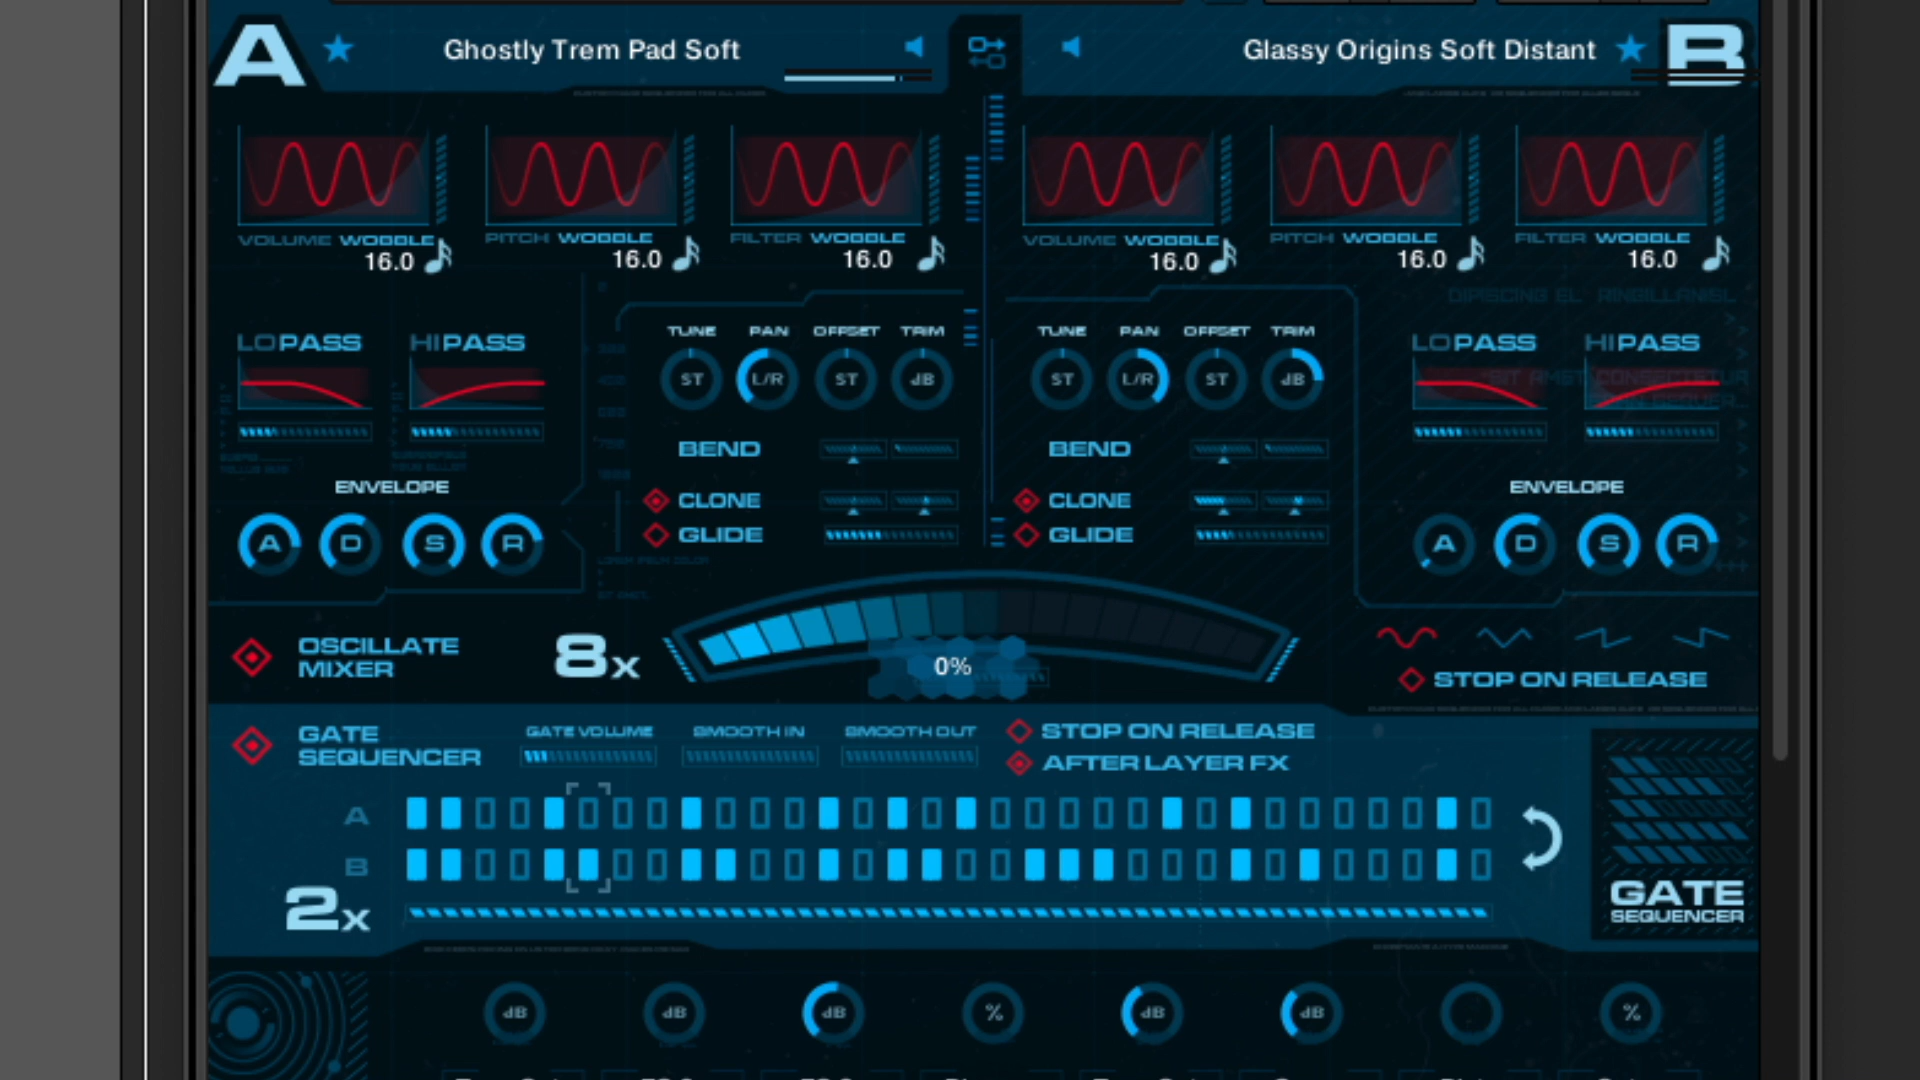 A Ghostly Trem Pad Soft Glassy Origins Soft Distant B
VOLUME WOBBLE PITCH WOBBLE FILTER WOBBLE VOLUME WOBBLE PITCH WOBBLE FILTER WOBBLE
16.0 16.0 16.0 16.0 16.0 16.0
TUNE PAN OFFSET TRIM TUNE PAN OFFSET TRIM
LOPASS HIPASS LOPASS HIPASS
ST L/R ST dB ST L/R ST dB
BEND BEND
ENVELOPE ENVELOPE
CLONE CLONE
GLIDE GLIDE
A D S R A D S R
OSCILLATE
MIXER
8x
0%
STOP ON RELEASE
GATE
SEQUENCER
GATE VOLUME SMOOTH IN SMOOTH OUT
STOP ON RELEASE
AFTER LAYER FX
A
B
2x
GATE
SEQUENCER
dB dB dB % dB dB %